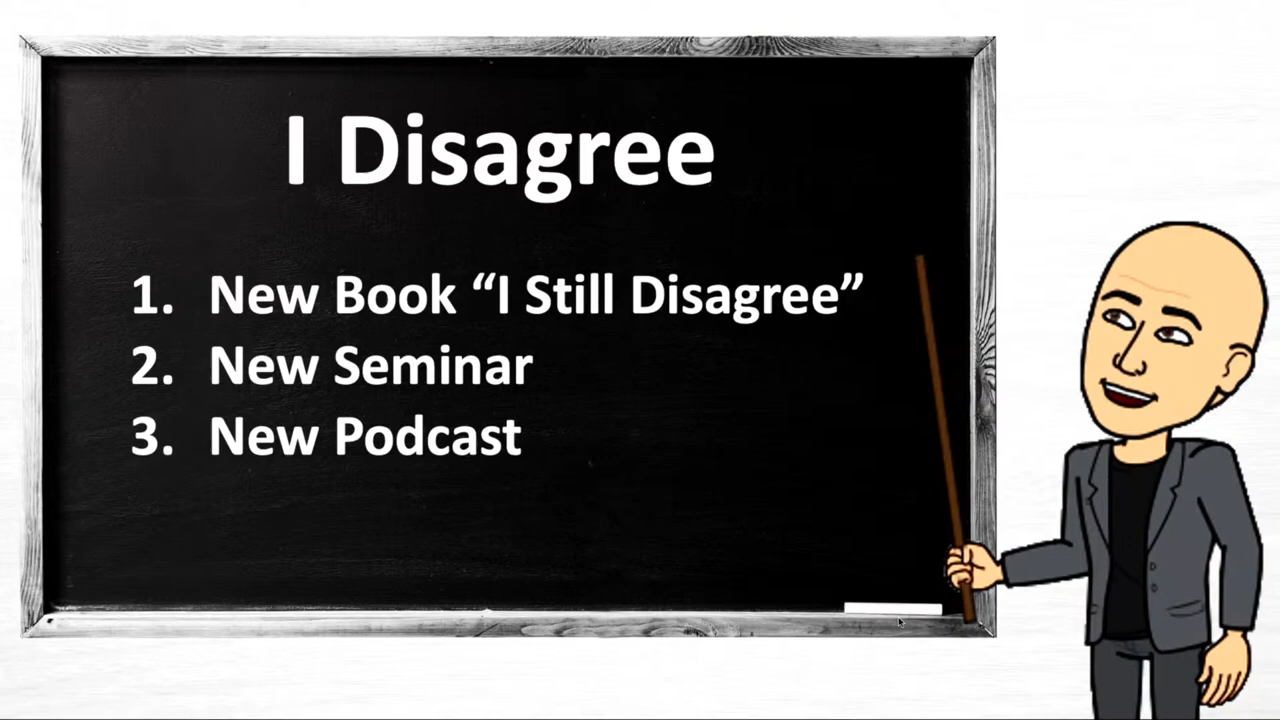 I Disagree
1. New Book “I Still Disagree”
2. New Seminar
3. New Podcast